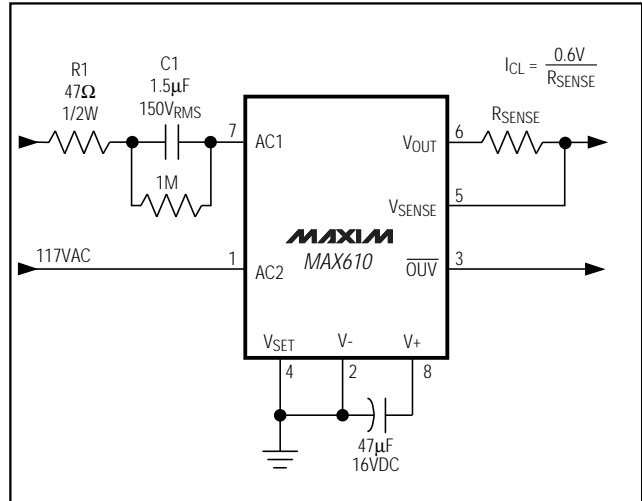 R1
47Ω
1/2W
C1
1.5µF
150VRMS
1M
117VAC
7
AC1
1
AC2
MAXIM
MAX610
VOUT
6
RSENSE
VSENSE
5
OUV
3
VSET
4
V-
2
V+
8
47µF
16VDC
ICL = 0.6V
RSENSE